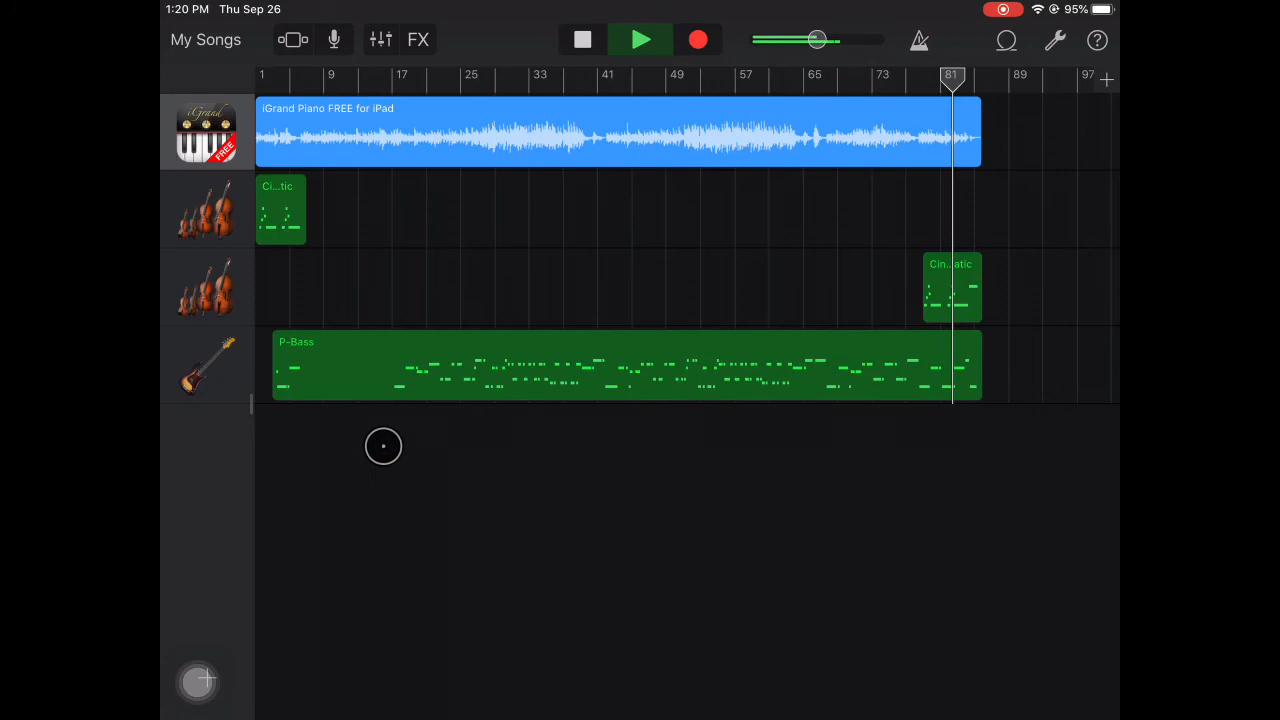 1:20 PM Thu Sep 26
95%
My Songs
FX
1 9 17 25 33 41 49 57 65 73 81 89 97
iGrand
FREE
iGrand Piano FREE for iPad
Ci...tic
Cin...atic
P-Bass